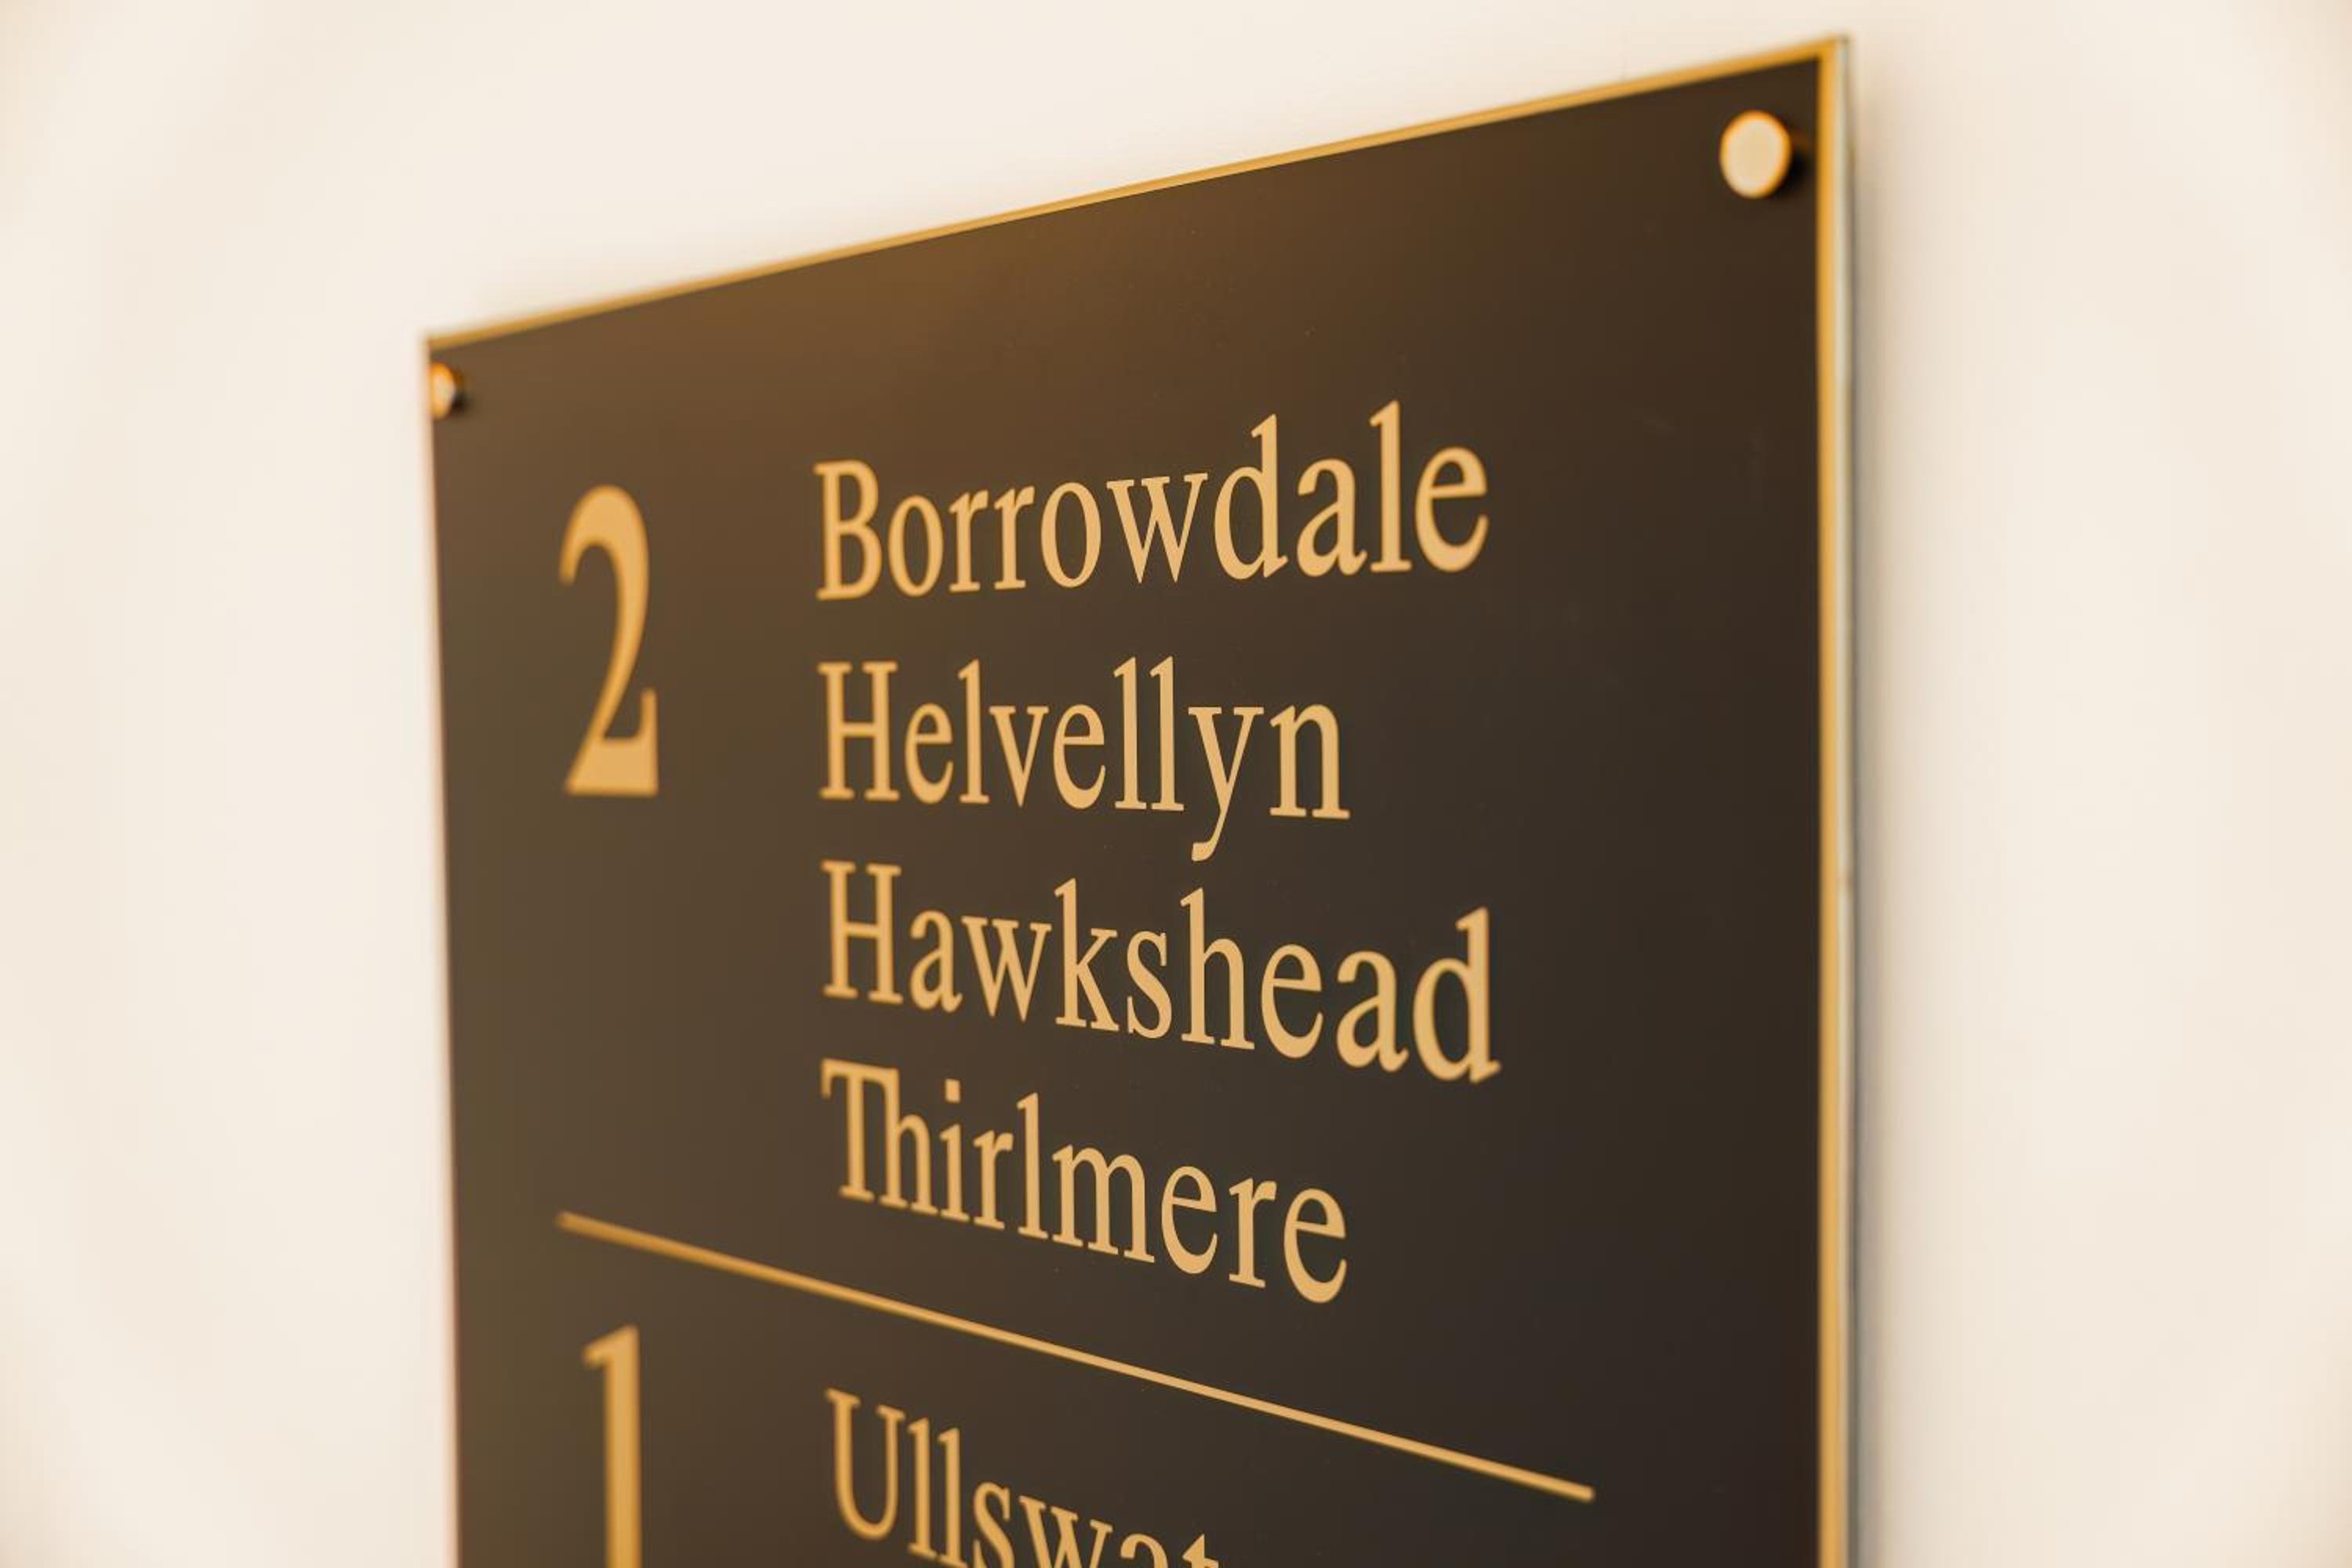 2 Borrowdale
Helvellyn
Hawkshead
Thirlmere
1